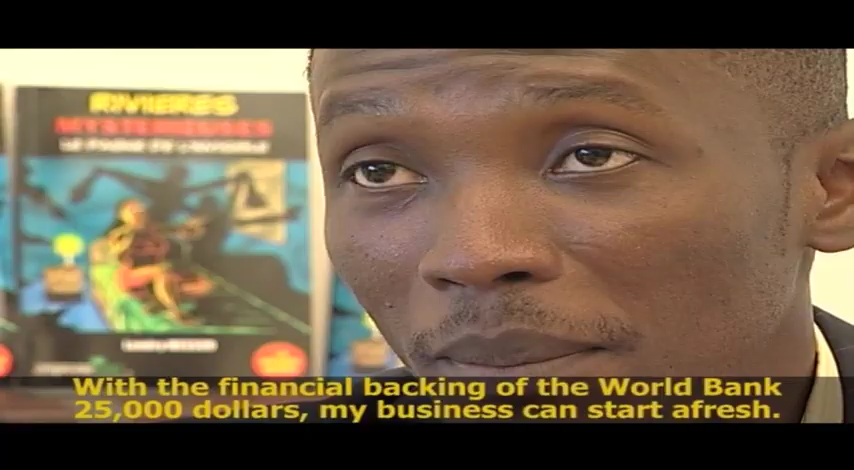 RIVIERES
MYSTERIEUSES
With the financial backing of the World Bank
25,000 dollars, my business can start afresh.